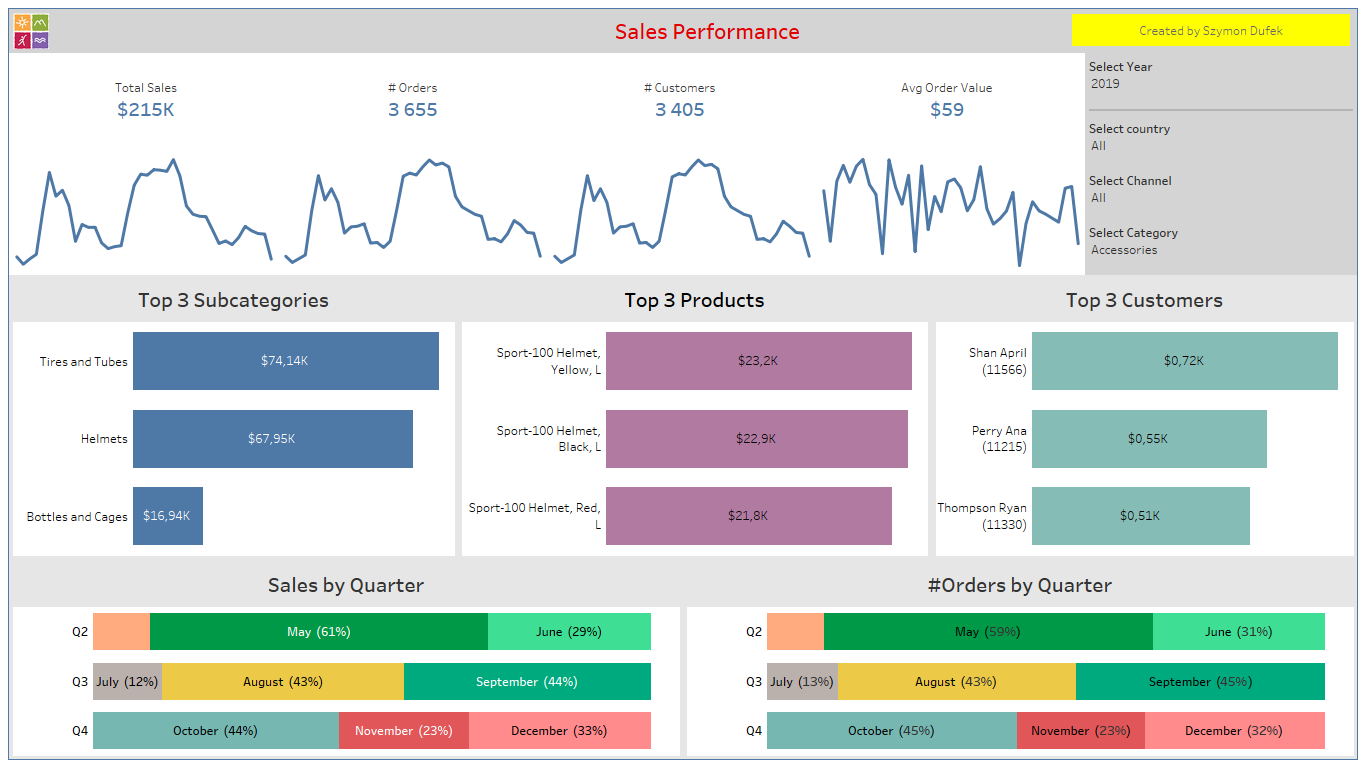 Sales Performance
Created by Szymon Dufek
Total Sales
$215K
# Orders
3 655
# Customers
3 405
Avg Order Value
$59
Select Year
2019
Select country
All
Select Channel
All
Select Category
Accessories
Top 3 Subcategories
Tires and Tubes
$74,14K
Helmets
$67,95K
Bottles and Cages
$16,94K
Top 3 Products
Sport-100 Helmet,
Yellow, L
$23,2K
Sport-100 Helmet,
Black, L
$22,9K
Sport-100 Helmet, Red,
L
$21,8K
Top 3 Customers
Shan April
(11566)
$0,72K
Perry Ana
(11215)
$0,55K
Thompson Ryan
(11330)
$0,51K
Sales by Quarter
Q2
May (61%)
June (29%)
Q3
July (12%)
August (43%)
September (44%)
Q4
October (44%)
November (23%)
December (33%)
#Orders by Quarter
Q2
May (59%)
June (31%)
Q3
July (13%)
August (43%)
September (45%)
Q4
October (45%)
November (23%)
December (32%)